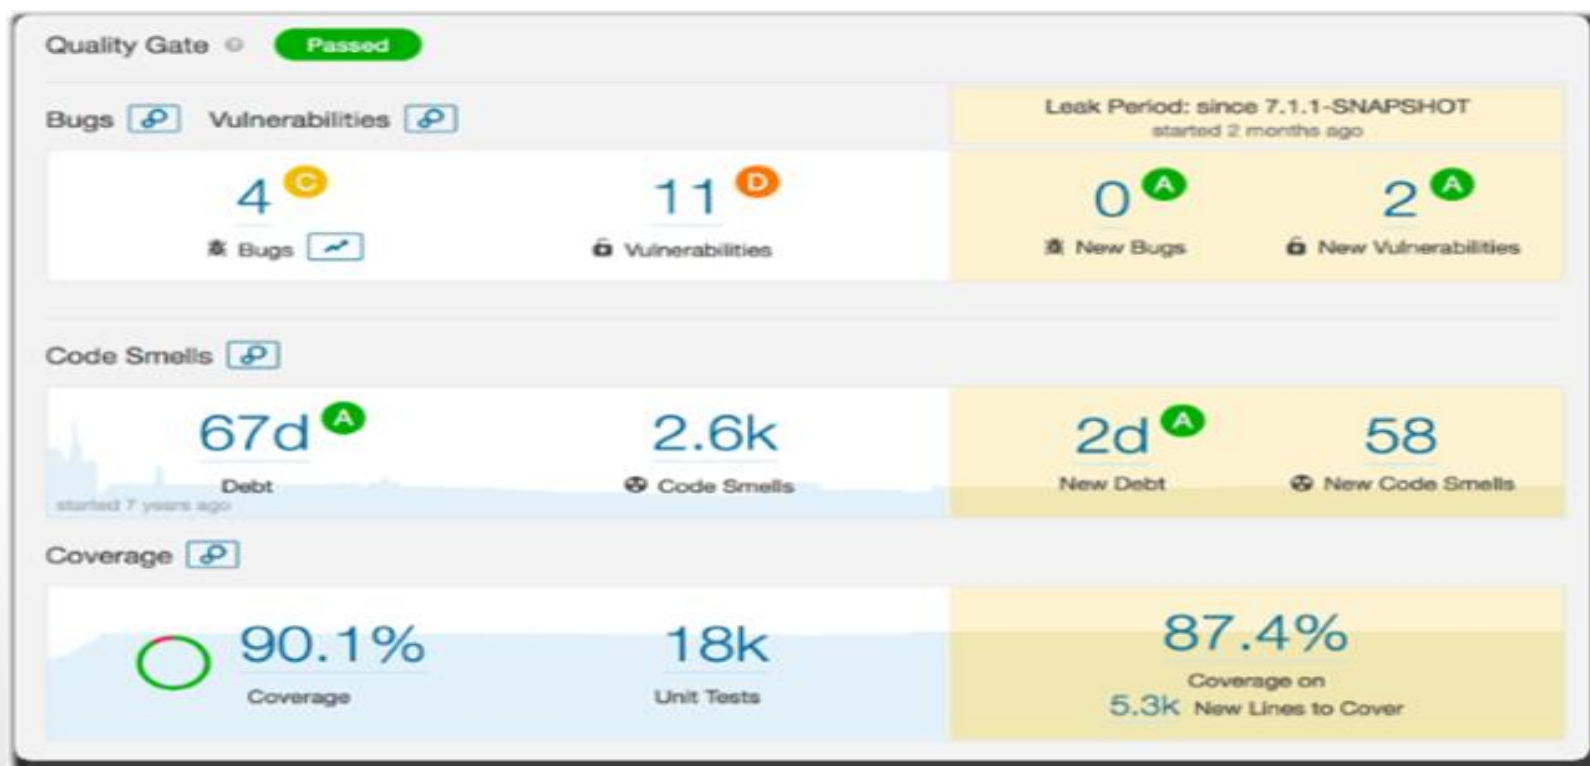 Quality Gate Passed
Bugs Vulnerabilities
Leak Period: since 7.1.1-SNAPSHOT
started 2 months ago
4 C 11 D 0 A 2 A
Bugs Vulnerabilities New Bugs New Vulnerabilities
Code Smells
67d A 2.6k 2d A 58
Debt Code Smells New Debt New Code Smells
started 7 years ago
Coverage
90.1% 18k 87.4%
Coverage Unit Tests Coverage on
5.3k New Lines to Cover